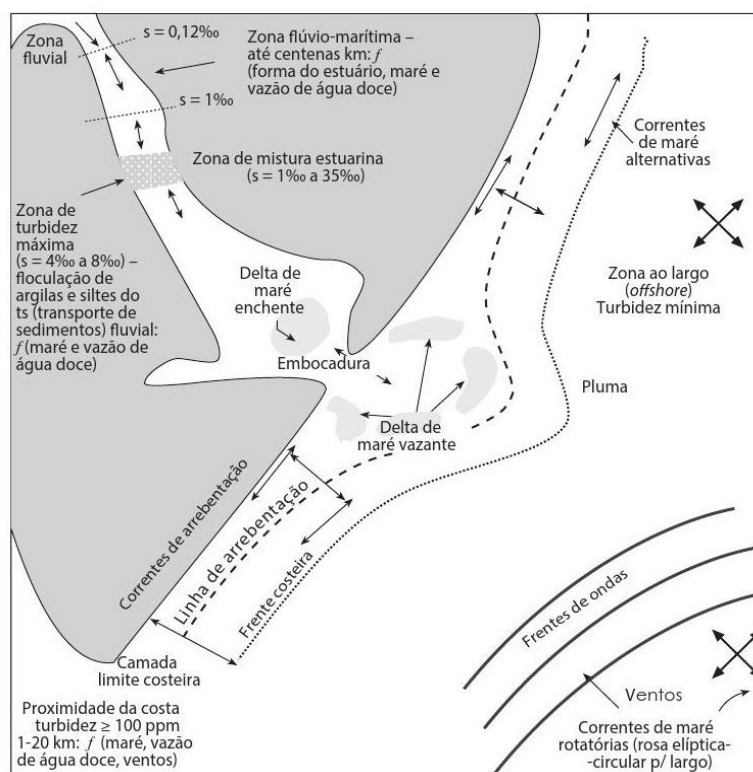 Zona
fluvial
s = 0,12‰
Zona flúvio-marítima –
até centenas km: f
(forma do estuário, maré e
vazão de água doce)
s = 1‰
Zona de mistura estuarina
(s = 1‰ a 35‰)
Correntes
de maré
alternativas
Zona de
turbidez
máxima
(s = 4‰ a 8‰) –
floculação de
argilas e siltes do
ts (transporte de
sedimentos) fluvial:
f (maré e vazão de
água doce)
Delta de
maré
enchente
Embocadura
Zona ao largo
(offshore)
Turbidez mínima
Pluma
Delta de
maré vazante
Correntes de arrebentação
Linha de arrebentação
Frente costeira
Camada
limite costeira
Frentes de ondas
Proximidade da costa
turbidez ≥ 100 ppm
1-20 km: f (maré, vazão
de água doce, ventos)
Ventos
Correntes de maré
rotatórias (rosa elíptica-
-circular p/ largo)